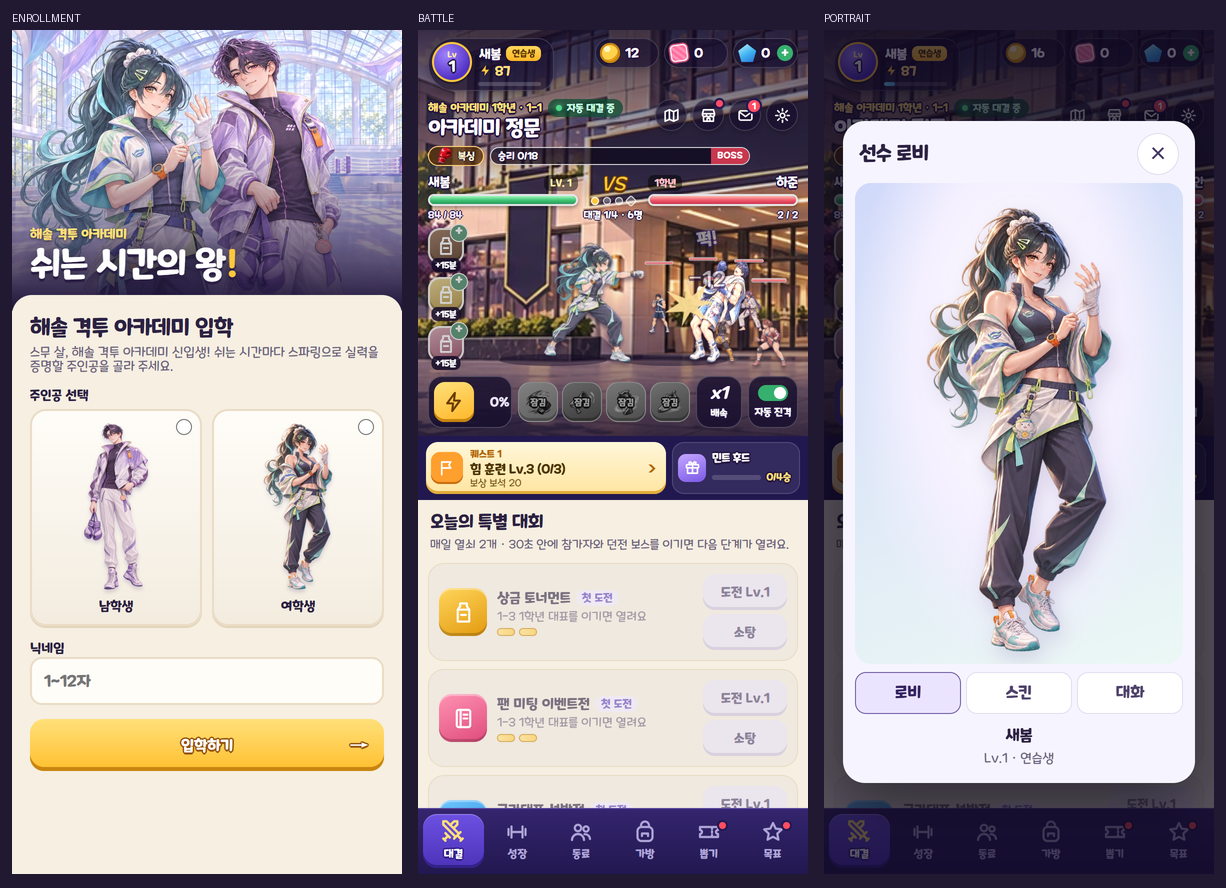 ENROLLMENT
해솔 격투 아카데미
쉬는 시간의 왕!
해솔 격투 아카데미 입학
스무 살, 해솔 격투 아카데미 신입생! 쉬는 시간마다 스파링으로 실력을
증명할 주인공을 골라 주세요.
주인공 선택
남학생
여학생
닉네임
1~12자
입학하기
BATTLE
Lv
1
새봄
연습생
87
12
0
0
해솔 아카데미 1학년 · 1-1
자동 대결 중
아카데미 정문
1
복싱
승리 0/18
BOSS
새봄
LV. 1
VS
1학년
하준
84/84
대결 1/4 · 6명
2/2
+15분
+15분
+15분
퍽!
-12
0%
잠김
잠김
잠김
잠김
x1
배속
자동 진격
퀘스트 1
힘 훈련 Lv.3 (0/3)
보상 보석 20
민트 후드
0/4승
오늘의 특별 대회
매일 열쇠 2개 · 30초 안에 참가자와 던전 보스를 이기면 다음 단계가 열려요.
상금 토너먼트
첫 도전
1-3 1학년 대표를 이기면 열려요
도전 Lv.1
소탕
팬 미팅 이벤트전
첫 도전
1-3 1학년 대표를 이기면 열려요
도전 Lv.1
소탕
도전 Lv.1
대결
성장
동료
가방
뽑기
목표
PORTRAIT
Lv
1
새봄
연습생
87
16
0
0
해솔 아카데미 1학년 · 1-1
자동 대결 중
1
선수 로비
로비
스킨
대화
새봄
Lv.1 · 연습생
대결
성장
동료
가방
뽑기
목표